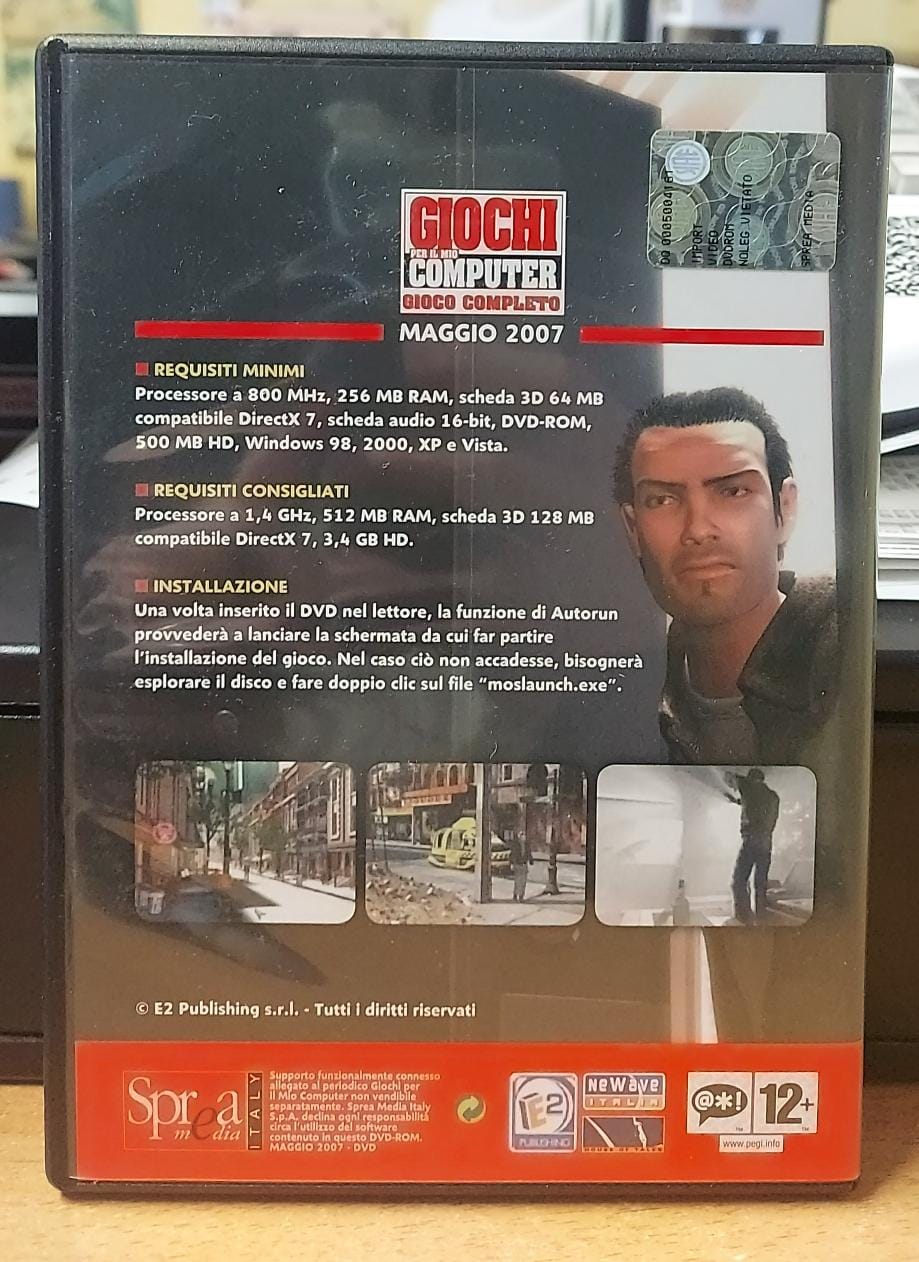 GIOCHI
PER IL MIO
COMPUTER
GIOCO COMPLETO
MAGGIO 2007
DO 00050041
IMPORT
VIDEO
DVDROM
NOLEG.VIETATO
SPREA MEDIA
REQUISITI MINIMI
Processore a 800 MHz, 256 MB RAM, scheda 3D 64 MB
compatibile DirectX 7, scheda audio 16-bit, DVD-ROM,
500 MB HD, Windows 98, 2000, XP e Vista.
REQUISITI CONSIGLIATI
Processore a 1,4 GHz, 512 MB RAM, scheda 3D 128 MB
compatibile DirectX 7, 3,4 GB HD.
INSTALLAZIONE
Una volta inserito il DVD nel lettore, la funzione di Autorun
provvederà a lanciare la schermata da cui far partire
l'installazione del gioco. Nel caso ciò non accadesse, bisognerà
esplorare il disco e fare doppio clic sul file "moslaunch.exe".
© E2 Publishing s.r.l. - Tutti i diritti riservati
Sprea
media
ITALY
Supporto funzionalmente connesso
allegato al periodico Giochi per
Il Mio Computer non vendibile
separatamente. Sprea Media Italy
S.p.A. declina ogni responsabilità
circa l'utilizzo del software
contenuto in questo DVD-ROM.
MAGGIO 2007 - DVD
E2
PUBLISHING
NeWave
ITALIA
HOUSE OF TALES
@*!
12+
www.pegi.info